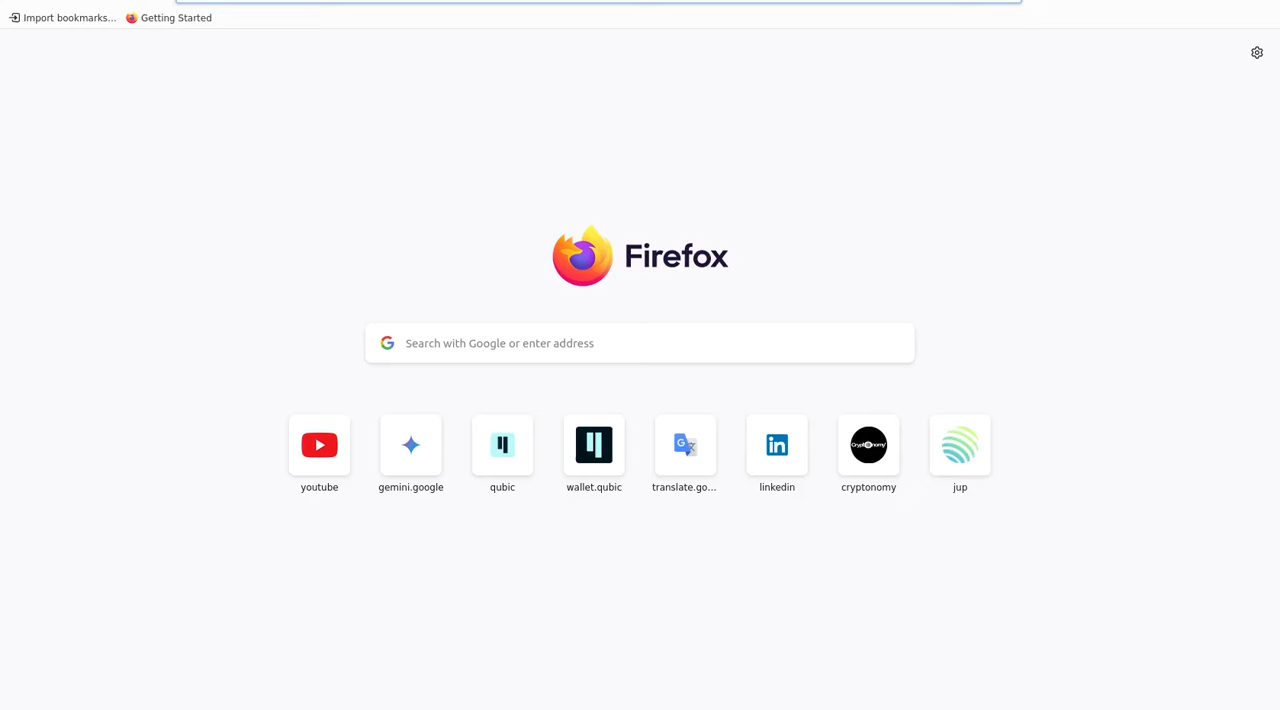 Import bookmarks...
Getting Started
Firefox
Search with Google or enter address
youtube
gemini.google
qubic
wallet.qubic
translate.go...
linkedin
cryptonomy
jup